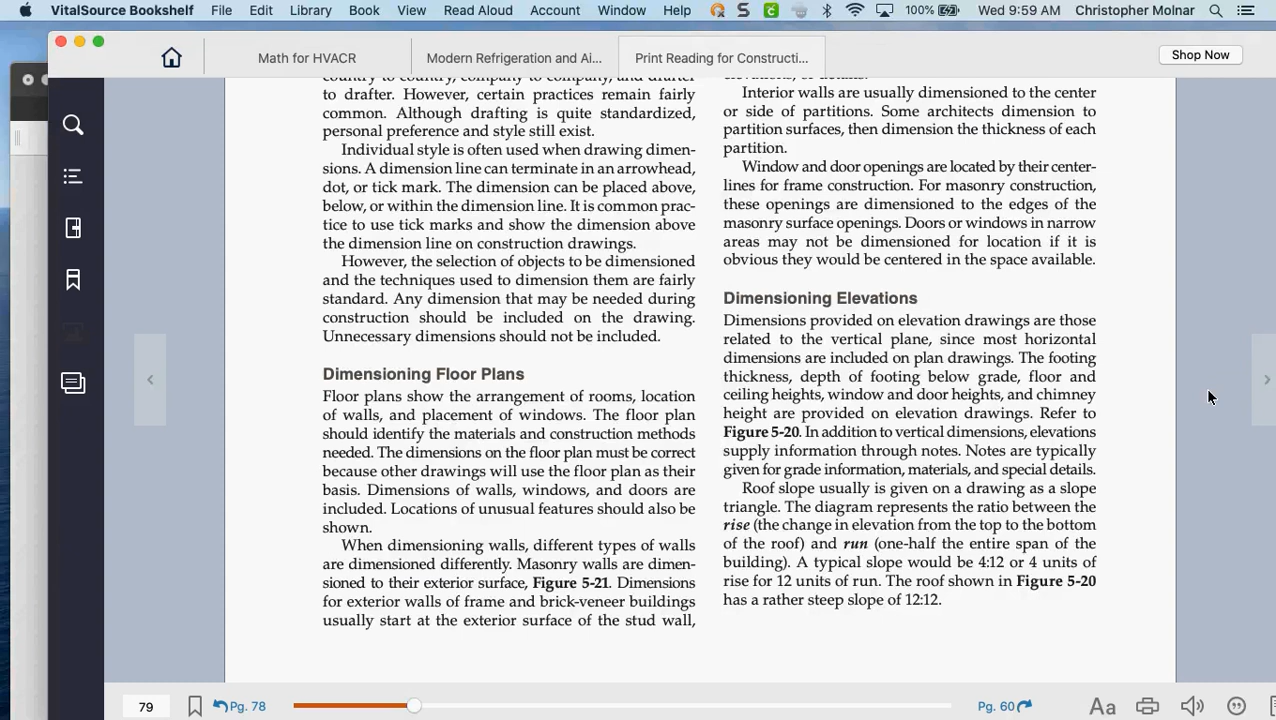 VitalSource Bookshelf File Edit Library Book View Read Aloud Account Window Help 100% Wed 9:59 AM Christopher Molnar
Math for HVACR
Modern Refrigeration and Ai...
Print Reading for Constructi...
Shop Now
country to country, company to company, and drafter
to drafter. However, certain practices remain fairly
common. Although drafting is quite standardized,
personal preference and style still exist.
Individual style is often used when drawing dimen-
sions. A dimension line can terminate in an arrowhead,
dot, or tick mark. The dimension can be placed above,
below, or within the dimension line. It is common prac-
tice to use tick marks and show the dimension above
the dimension line on construction drawings.
However, the selection of objects to be dimensioned
and the techniques used to dimension them are fairly
standard. Any dimension that may be needed during
construction should be included on the drawing.
Unnecessary dimensions should not be included.
Dimensioning Floor Plans
Floor plans show the arrangement of rooms, location
of walls, and placement of windows. The floor plan
should identify the materials and construction methods
needed. The dimensions on the floor plan must be correct
because other drawings will use the floor plan as their
basis. Dimensions of walls, windows, and doors are
included. Locations of unusual features should also be
shown.
When dimensioning walls, different types of walls
are dimensioned differently. Masonry walls are dimen-
sioned to their exterior surface, Figure 5-21. Dimensions
for exterior walls of frame and brick-veneer buildings
usually start at the exterior surface of the stud wall,
elevations, or details.
Interior walls are usually dimensioned to the center
or side of partitions. Some architects dimension to
partition surfaces, then dimension the thickness of each
partition.
Window and door openings are located by their center-
lines for frame construction. For masonry construction,
these openings are dimensioned to the edges of the
masonry surface openings. Doors or windows in narrow
areas may not be dimensioned for location if it is
obvious they would be centered in the space available.
Dimensioning Elevations
Dimensions provided on elevation drawings are those
related to the vertical plane, since most horizontal
dimensions are included on plan drawings. The footing
thickness, depth of footing below grade, floor and
ceiling heights, window and door heights, and chimney
height are provided on elevation drawings. Refer to
Figure 5-20. In addition to vertical dimensions, elevations
supply information through notes. Notes are typically
given for grade information, materials, and special details.
Roof slope usually is given on a drawing as a slope
triangle. The diagram represents the ratio between the
rise (the change in elevation from the top to the bottom
of the roof) and run (one-half the entire span of the
building). A typical slope would be 4:12 or 4 units of
rise for 12 units of run. The roof shown in Figure 5-20
has a rather steep slope of 12:12.
79
Pg. 78
Pg. 60
Aa